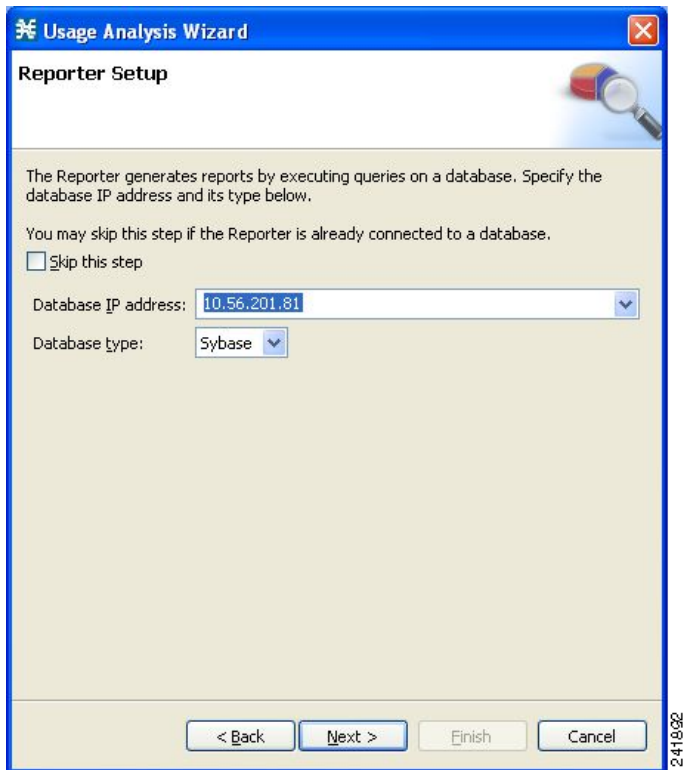 Usage Analysis Wizard
Reporter Setup
The Reporter generates reports by executing queries on a database. Specify the
database IP address and its type below.
You may skip this step if the Reporter is already connected to a database.
Skip this step
Database IP address: 10.56.201.81
Database type: Sybase
< Back Next > Finish Cancel
241892